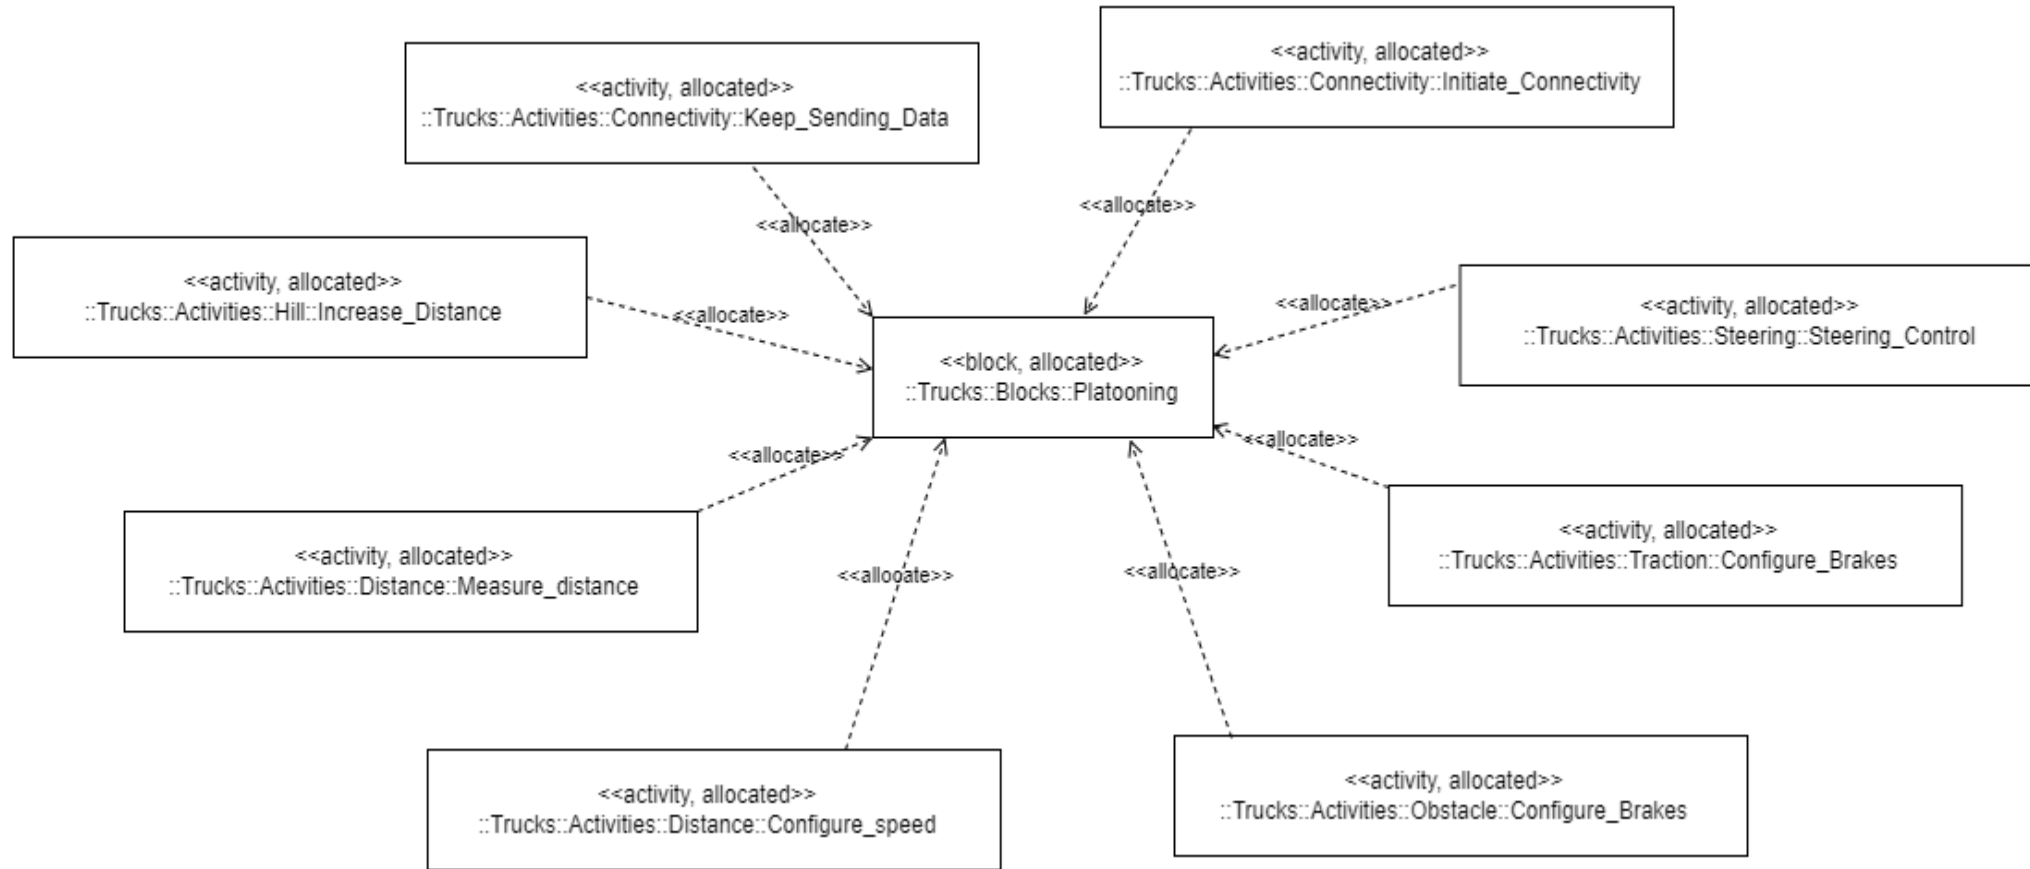 <<activity, allocated>>
::Trucks::Activities::Connectivity::Initiate_Connectivity
<<activity, allocated>>
::Trucks::Activities::Connectivity::Keep_Sending_Data
<<allocate>>
<<allocate>>
<<activity, allocated>>
::Trucks::Activities::Hill::Increase_Distance
<<allocate>>
<<allocate>>
<<activity, allocated>>
::Trucks::Activities::Steering::Steering_Control
<<block, allocated>>
::Trucks::Blocks::Platooning
<<allocate>>
<<allocate>>
<<activity, allocated>>
::Trucks::Activities::Distance::Measure_distance
<<activity, allocated>>
::Trucks::Activities::Traction::Configure_Brakes
<<allocate>>
<<allocate>>
<<activity, allocated>>
::Trucks::Activities::Distance::Configure_speed
<<activity, allocated>>
::Trucks::Activities::Obstacle::Configure_Brakes